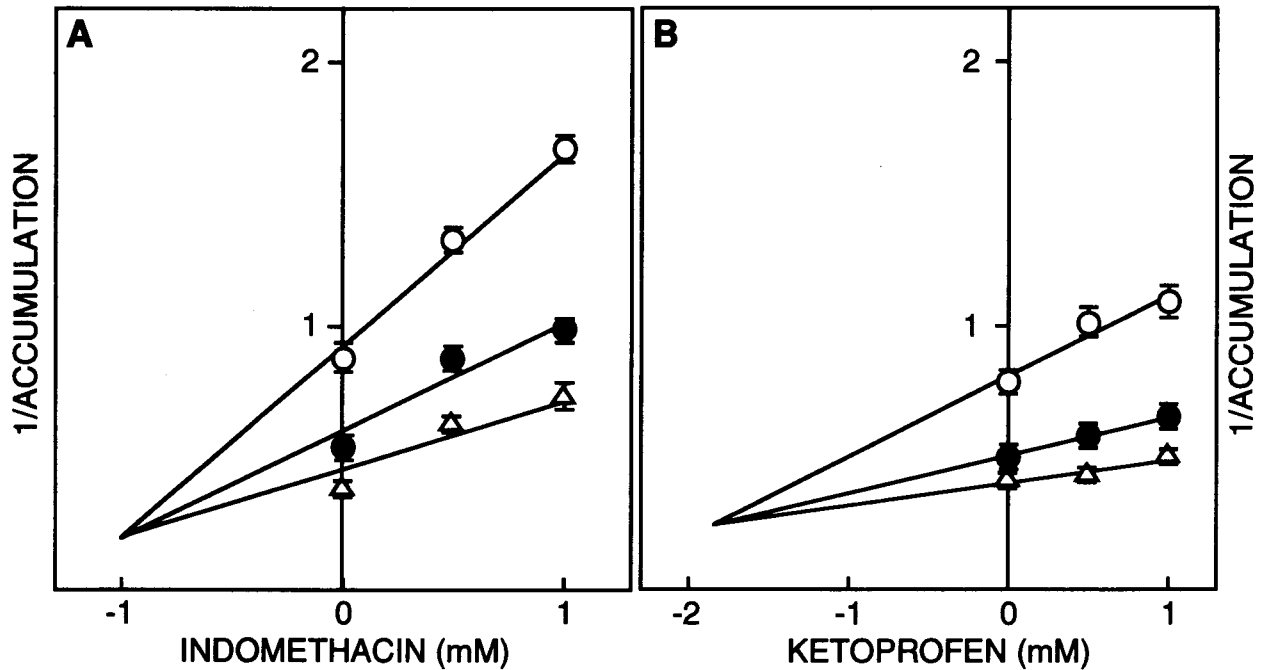 A
B
2
1
2
1
1/ACCUMULATION
1/ACCUMULATION
-1 0 1
-2 -1 0 1
INDOMETHACIN (mM)
KETOPROFEN (mM)